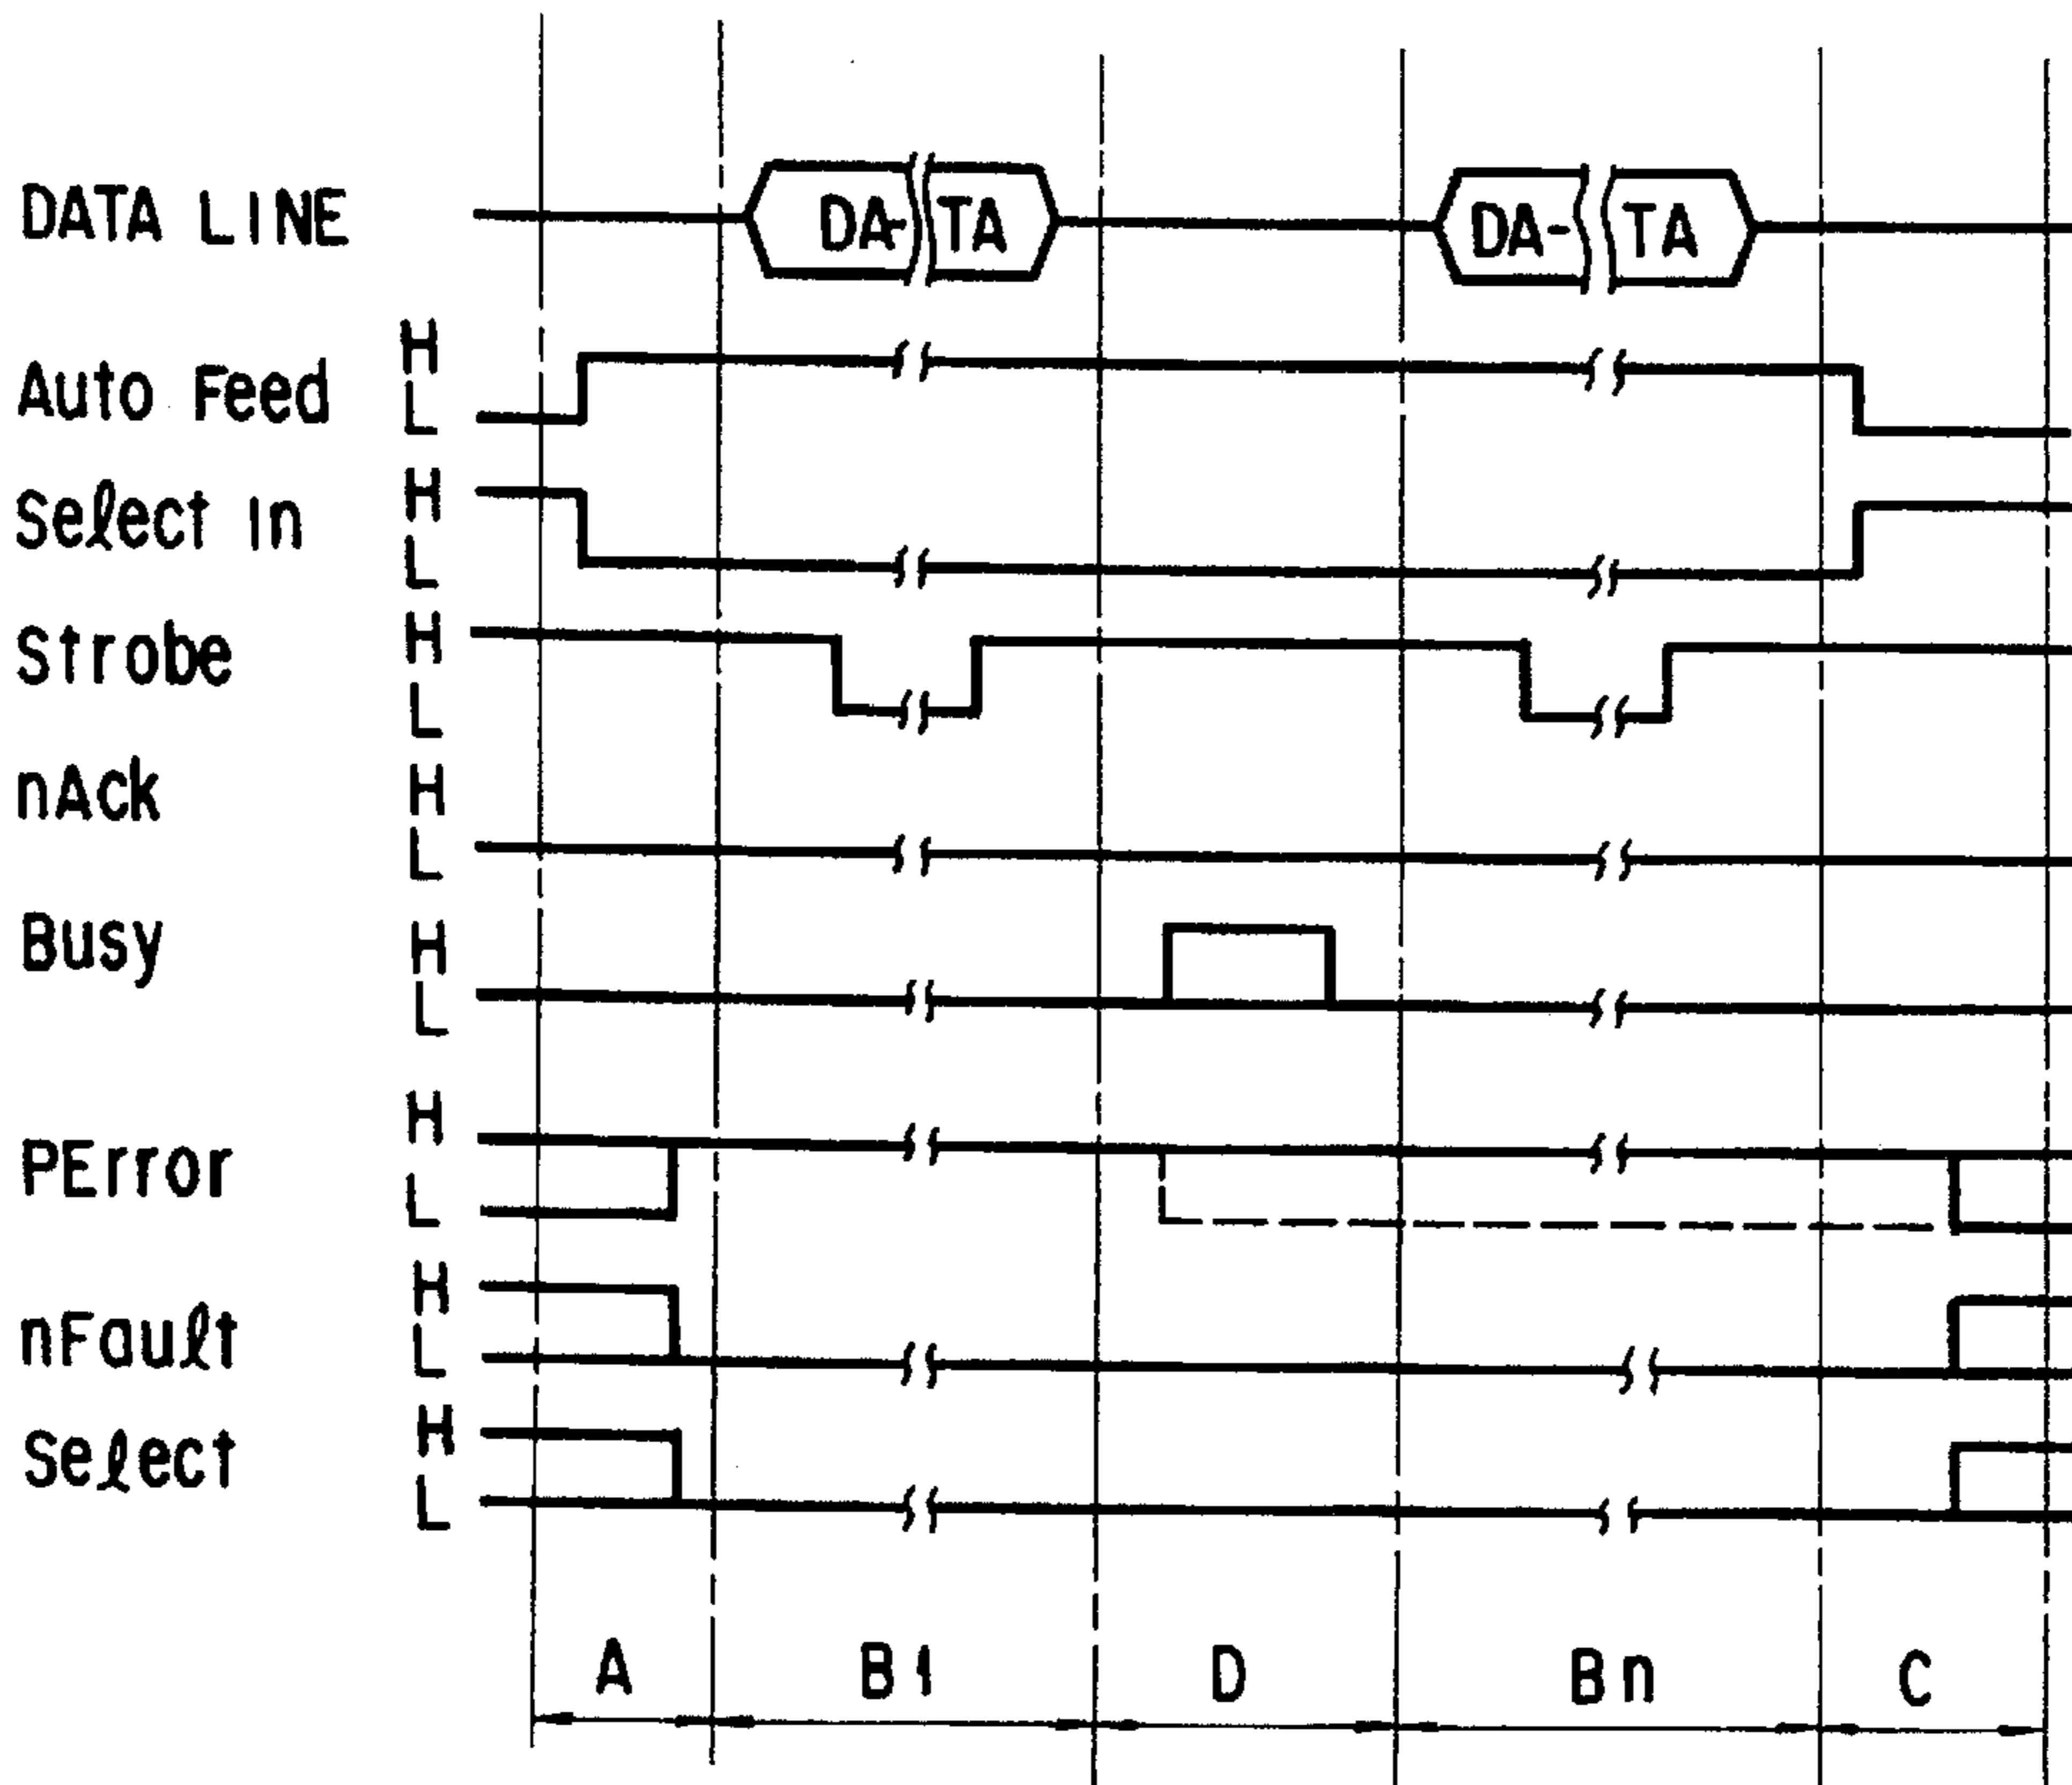 DATA LINE
DA- TA
DA- TA
Auto Feed
H
L
Select In
H
L
Strobe
H
L
nAck
H
L
Busy
H
L
PError
H
L
nFault
H
L
Select
H
L
A B1 D Bn C